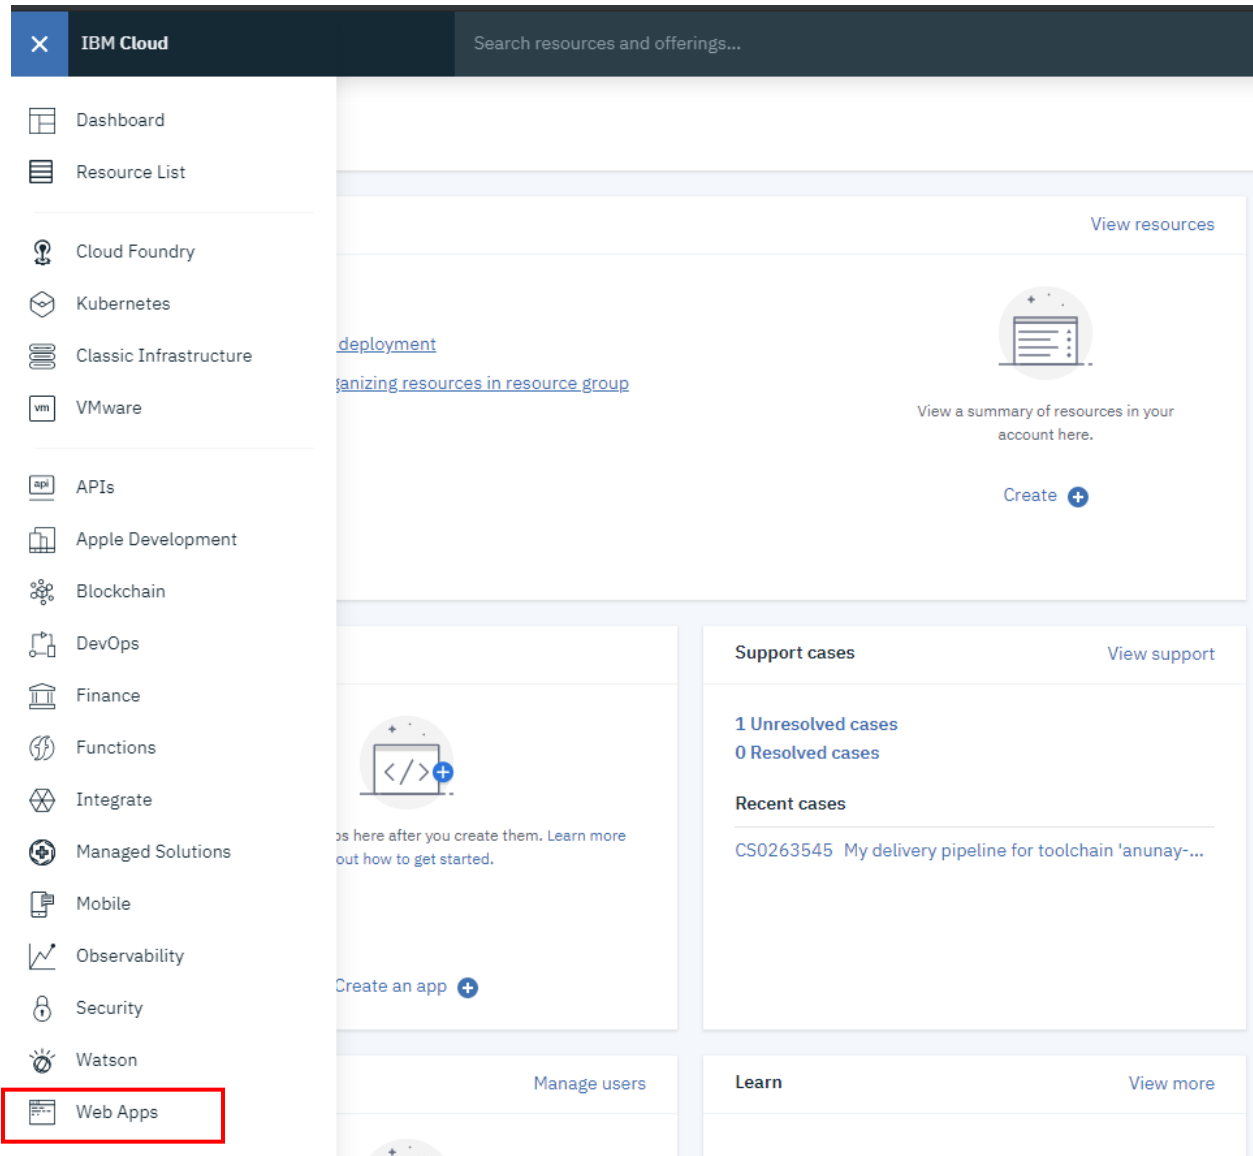 IBM Cloud
Search resources and offerings...
Dashboard
Resource List
Cloud Foundry
Kubernetes
Classic Infrastructure
vm VMware
api APIs
Apple Development
Blockchain
DevOps
Finance
Functions
Integrate
Managed Solutions
Mobile
Observability
Security
Watson
Web Apps
View resources
deployment
ganizing resources in resource group
View a summary of resources in your
account here.
Create
here after you create them. Learn more
out how to get started.
Create an app
Support cases
View support
1 Unresolved cases
0 Resolved cases
Recent cases
CS0263545 My delivery pipeline for toolchain 'anunay-...
Manage users
Learn
View more